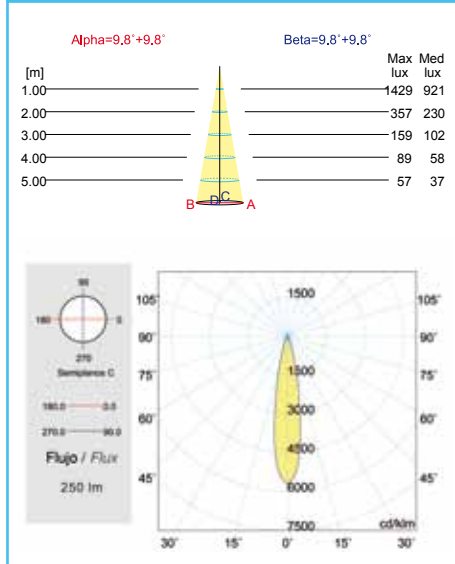 Alpha=9.8°+9.8° Beta=9.8°+9.8°
[m] Max lux Med lux
1.00 1429 921
2.00 357 230
3.00 159 102
4.00 89 58
5.00 57 37
B D C A
90
180 0
270
Semiplanos C
180.0 0.0
270.0 90.0
Flujo / Flux
250 lm
1500
105° 105°
90° 90°
1500
75° 75°
3000
60° 60°
4500
45° 6000 45°
7500 cd/klm
30° 15° 0° 15° 30°